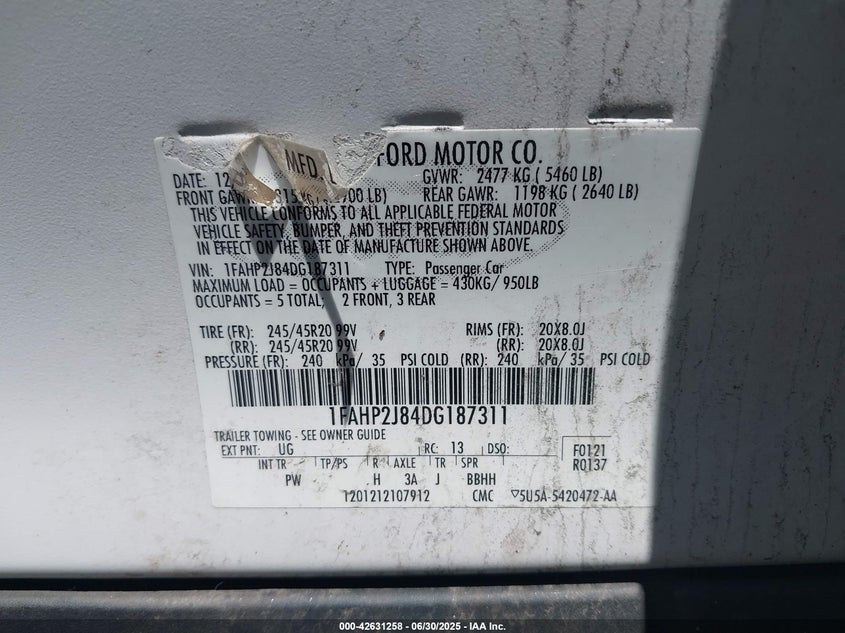 MFD. FORD MOTOR CO.
DATE: 12 GVWR: 2477 KG ( 5460 LB)
FRONT GAWR: LB) REAR GAWR: 1198 KG ( 2640 LB)
THIS VEHICLE CONFORMS TO ALL APPLICABLE FEDERAL MOTOR
VEHICLE SAFETY, BUMPER, AND THEFT PREVENTION STANDARDS
IN EFFECT ON THE DATE OF MANUFACTURE SHOWN ABOVE.
VIN: 1FAHP2J84DG187311 TYPE: Passenger Car
MAXIMUM LOAD = OCCUPANTS + LUGGAGE = 430KG/ 950LB
OCCUPANTS = 5 TOTAL; 2 FRONT, 3 REAR
TIRE (FR): 245/45R20 99V RIMS (FR): 20X8.0J
(RR): 245/45R20 99V (RR): 20X8.0J
PRESSURE (FR): 240 kPa/ 35 PSI COLD (RR): 240 kPa/ 35 PSI COLD
1FAHP2J84DG187311
TRAILER TOWING - SEE OWNER GUIDE
EXT PNT: UG RC: 13 DSO: F0121
INT TR TP/PS R AXLE TR SPR R0137
PW H 3A J BBHH
1201212107912 CMC ▽5U5A-5420472-AA
000-42631258 - 06/30/2025 - IAA Inc.